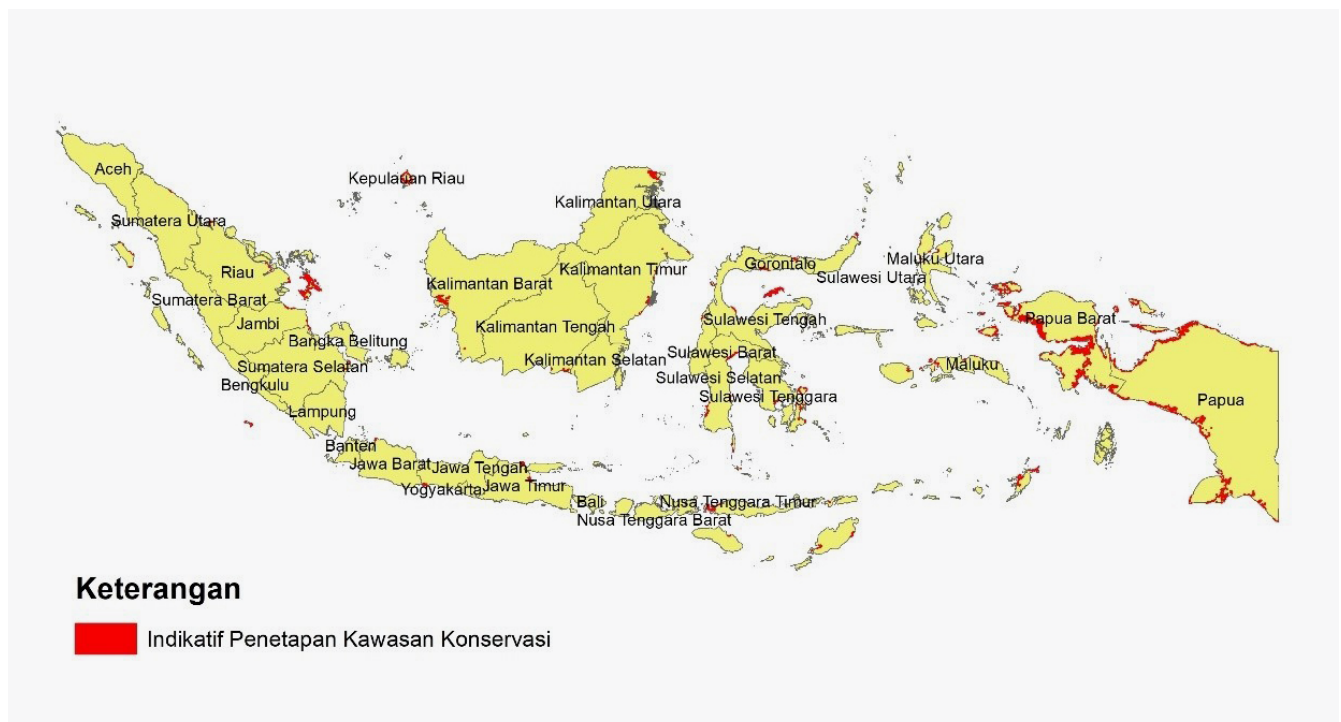 Aceh
Kepulauan Riau
Kalimantan Utara
Sumatera Utara
Maluku Utara
Gorontalo
Riau
Kalimantan Timur
Sulawesi Utara
Kalimantan Barat
Sumatera Barat
Papua Barat
Jambi
Sulawesi Tengah
Kalimantan Tengah
Bangka Belitung
Sulawesi Barat
Kalimantan Selatan
Maluku
Sumatera Selatan
Sulawesi Selatan
Bengkulu
Sulawesi Tenggara
Papua
Lampung
Banten
Jawa Barat
Jawa Tengah
Yogyakarta
Jawa Timur
Bali
Nusa Tenggara Timur
Nusa Tenggara Barat
Keterangan
Indikatif Penetapan Kawasan Konservasi